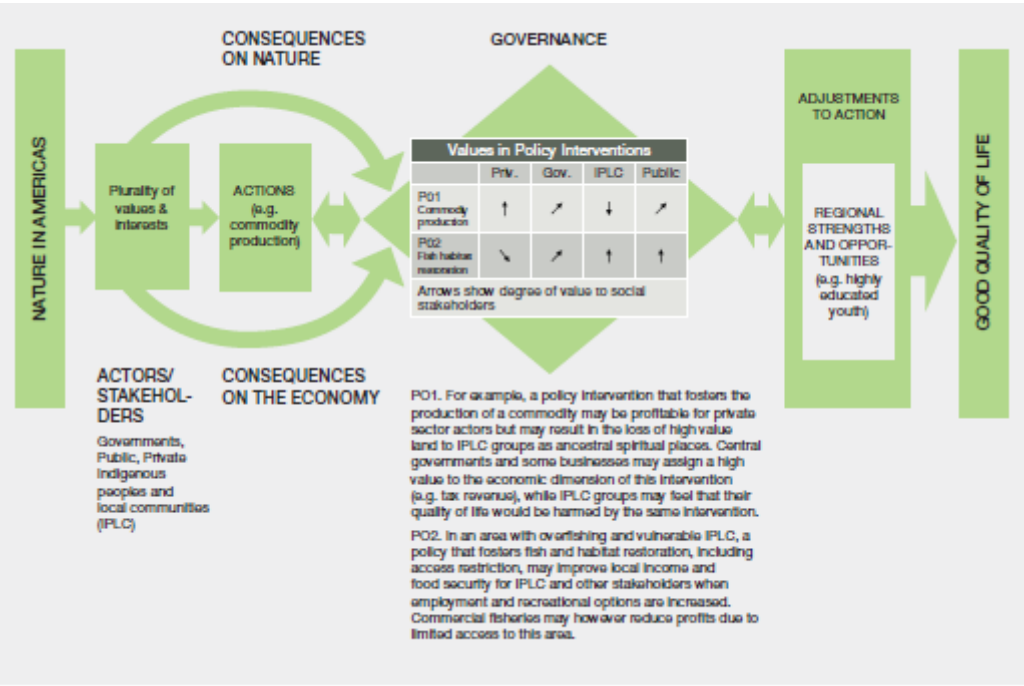 CONSEQUENCES
ON NATURE
GOVERNANCE
NATURE IN AMERICAS
Plurality of
values &
interests
ACTIONS
(e.g.
commodity
production)
Values in Policy Interventions
Priv. Gov. IPLC Public
PO1
Commodity
production
↑ ↗ ↓ ↗
PO2
Fish habitat
restoration
↘ ↗ ↑ ↑
Arrows show degree of value to social
stakeholders
ADJUSTMENTS
TO ACTION
REGIONAL
STRENGTHS
AND OPPOR-
TUNITIES
(e.g. highly
educated
youth)
GOOD QUALITY OF LIFE
ACTORS/
STAKEHOL-
DERS
Governments,
Public, Private
Indigenous
peoples and
local communities
(IPLC)
CONSEQUENCES
ON THE ECONOMY
PO1. For example, a policy intervention that fosters the
production of a commodity may be profitable for private
sector actors but may result in the loss of high value
land to IPLC groups as ancestral spiritual places. Central
governments and some businesses may assign a high
value to the economic dimension of this intervention
(e.g. tax revenue), while IPLC groups may feel that their
quality of life would be harmed by the same intervention.
PO2. In an area with overfishing and vulnerable IPLC, a
policy that fosters fish and habitat restoration, including
access restriction, may improve local income and
food security for IPLC and other stakeholders when
employment and recreational options are increased.
Commercial fisheries may however reduce profits due to
limited access to this area.